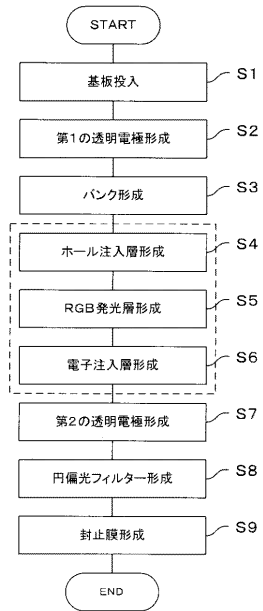 START
基板投入 S1
第1の透明電極形成 S2
バンク形成 S3
ホール注入層形成 S4
RGB発光層形成 S5
電子注入層形成 S6
第2の透明電極形成 S7
円偏光フィルター形成 S8
封止膜形成 S9
END